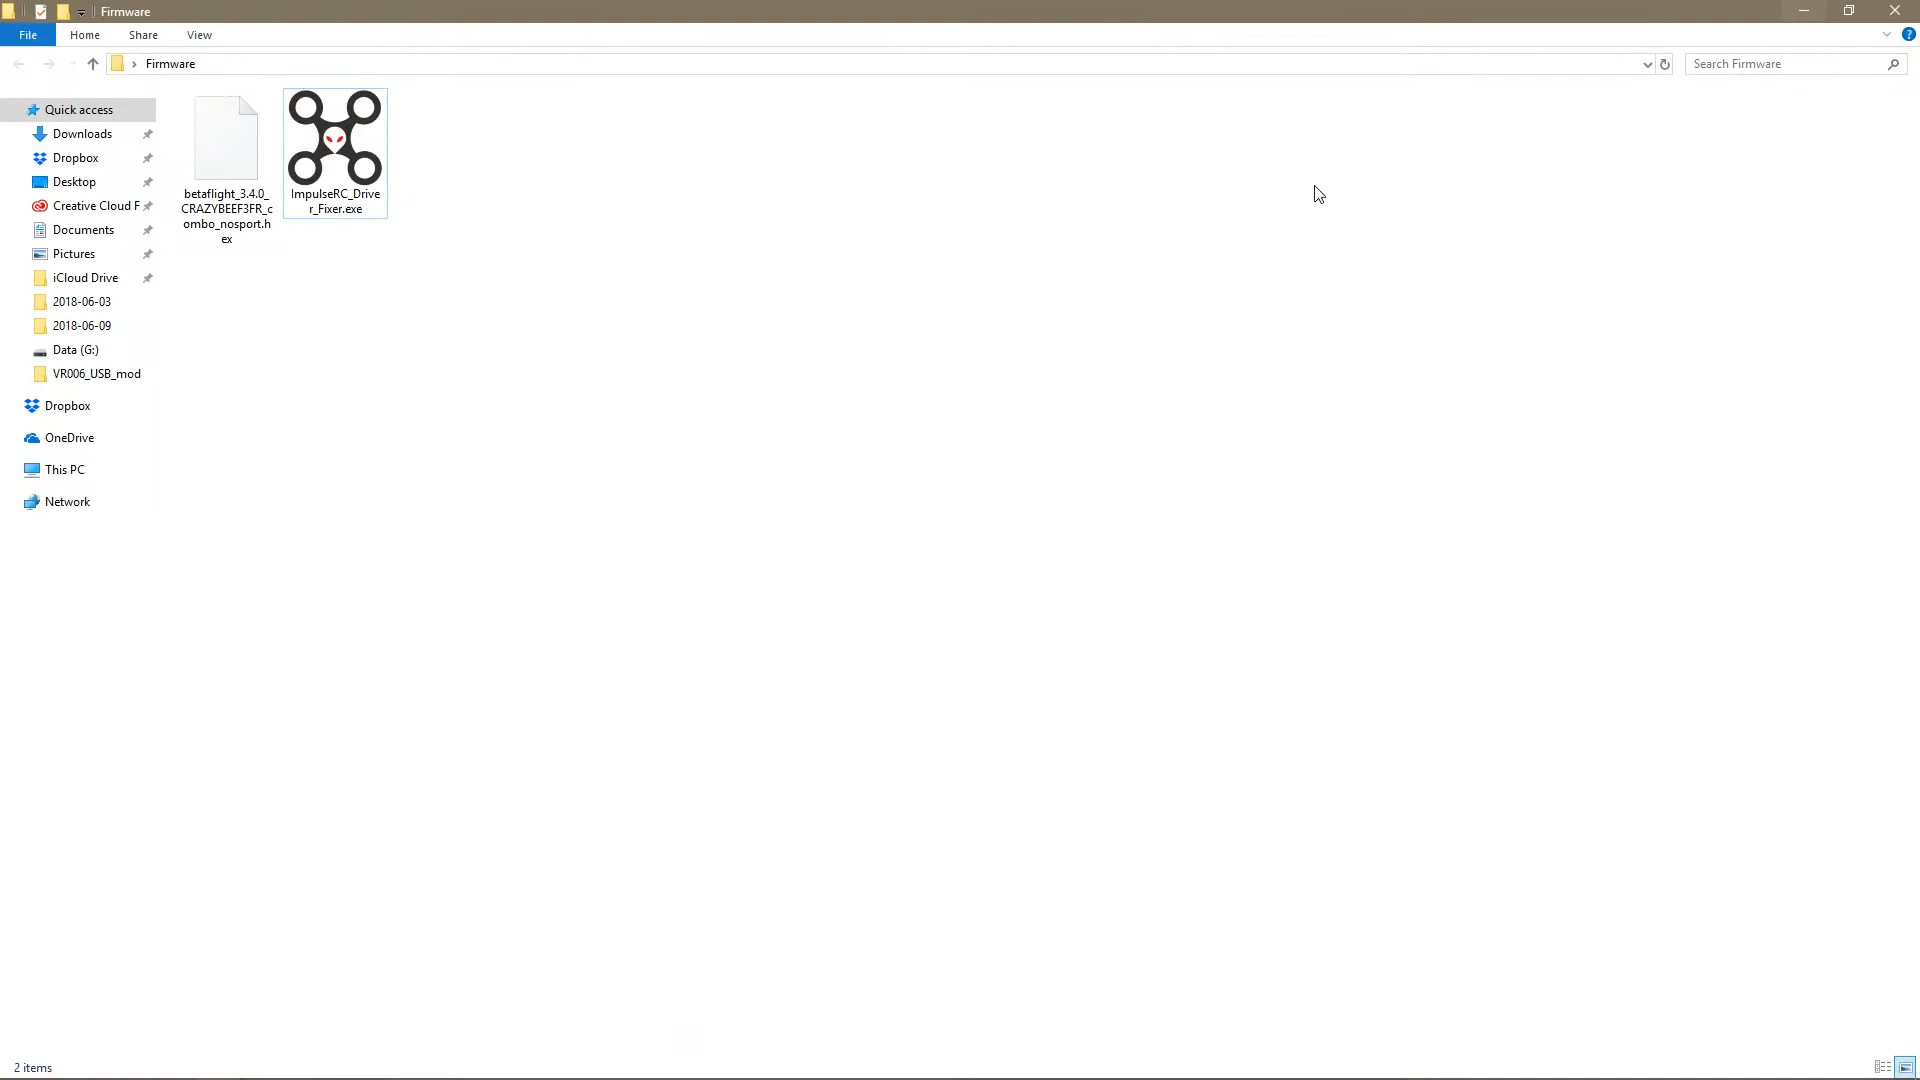 Firmware
File Home Share View
Firmware
Search Firmware
Quick access
Downloads
Dropbox
Desktop
Creative Cloud F
Documents
Pictures
iCloud Drive
2018-06-03
2018-06-09
Data (G:)
VR006_USB_mod
Dropbox
OneDrive
This PC
Network
betaflight_3.4.0_
CRAZYBEEF3FR_c
ombo_nosport.h
ex
ImpulseRC_Drive
r_Fixer.exe
2 items